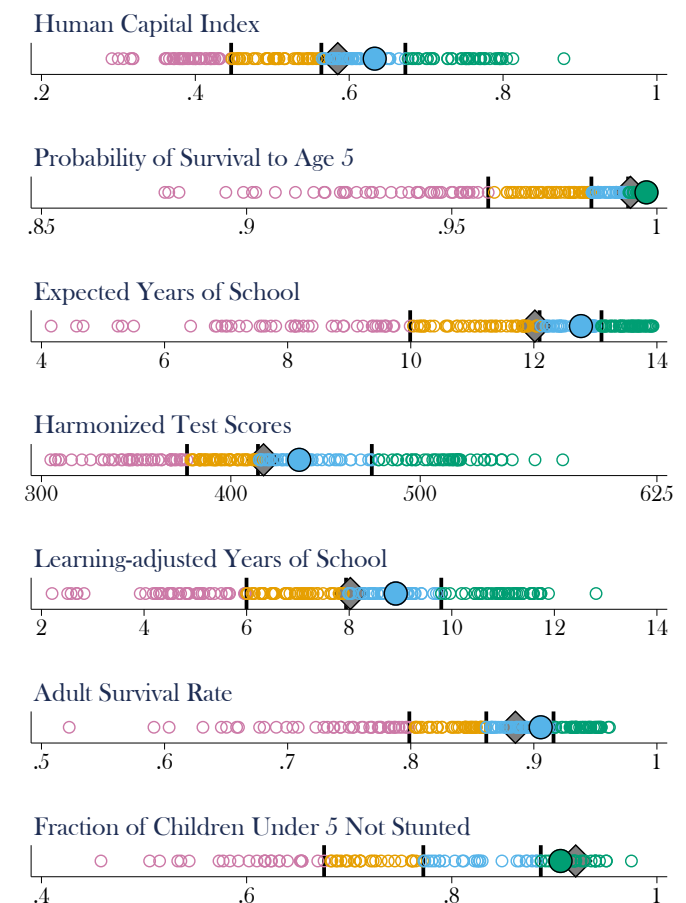 Human Capital Index
.2 .4 .6 .8 1
Probability of Survival to Age 5
.85 .9 .95 1
Expected Years of School
4 6 8 10 12 14
Harmonized Test Scores
300 400 500 625
Learning-adjusted Years of School
2 4 6 8 10 12 14
Adult Survival Rate
.5 .6 .7 .8 .9 1
Fraction of Children Under 5 Not Stunted
.4 .6 .8 1